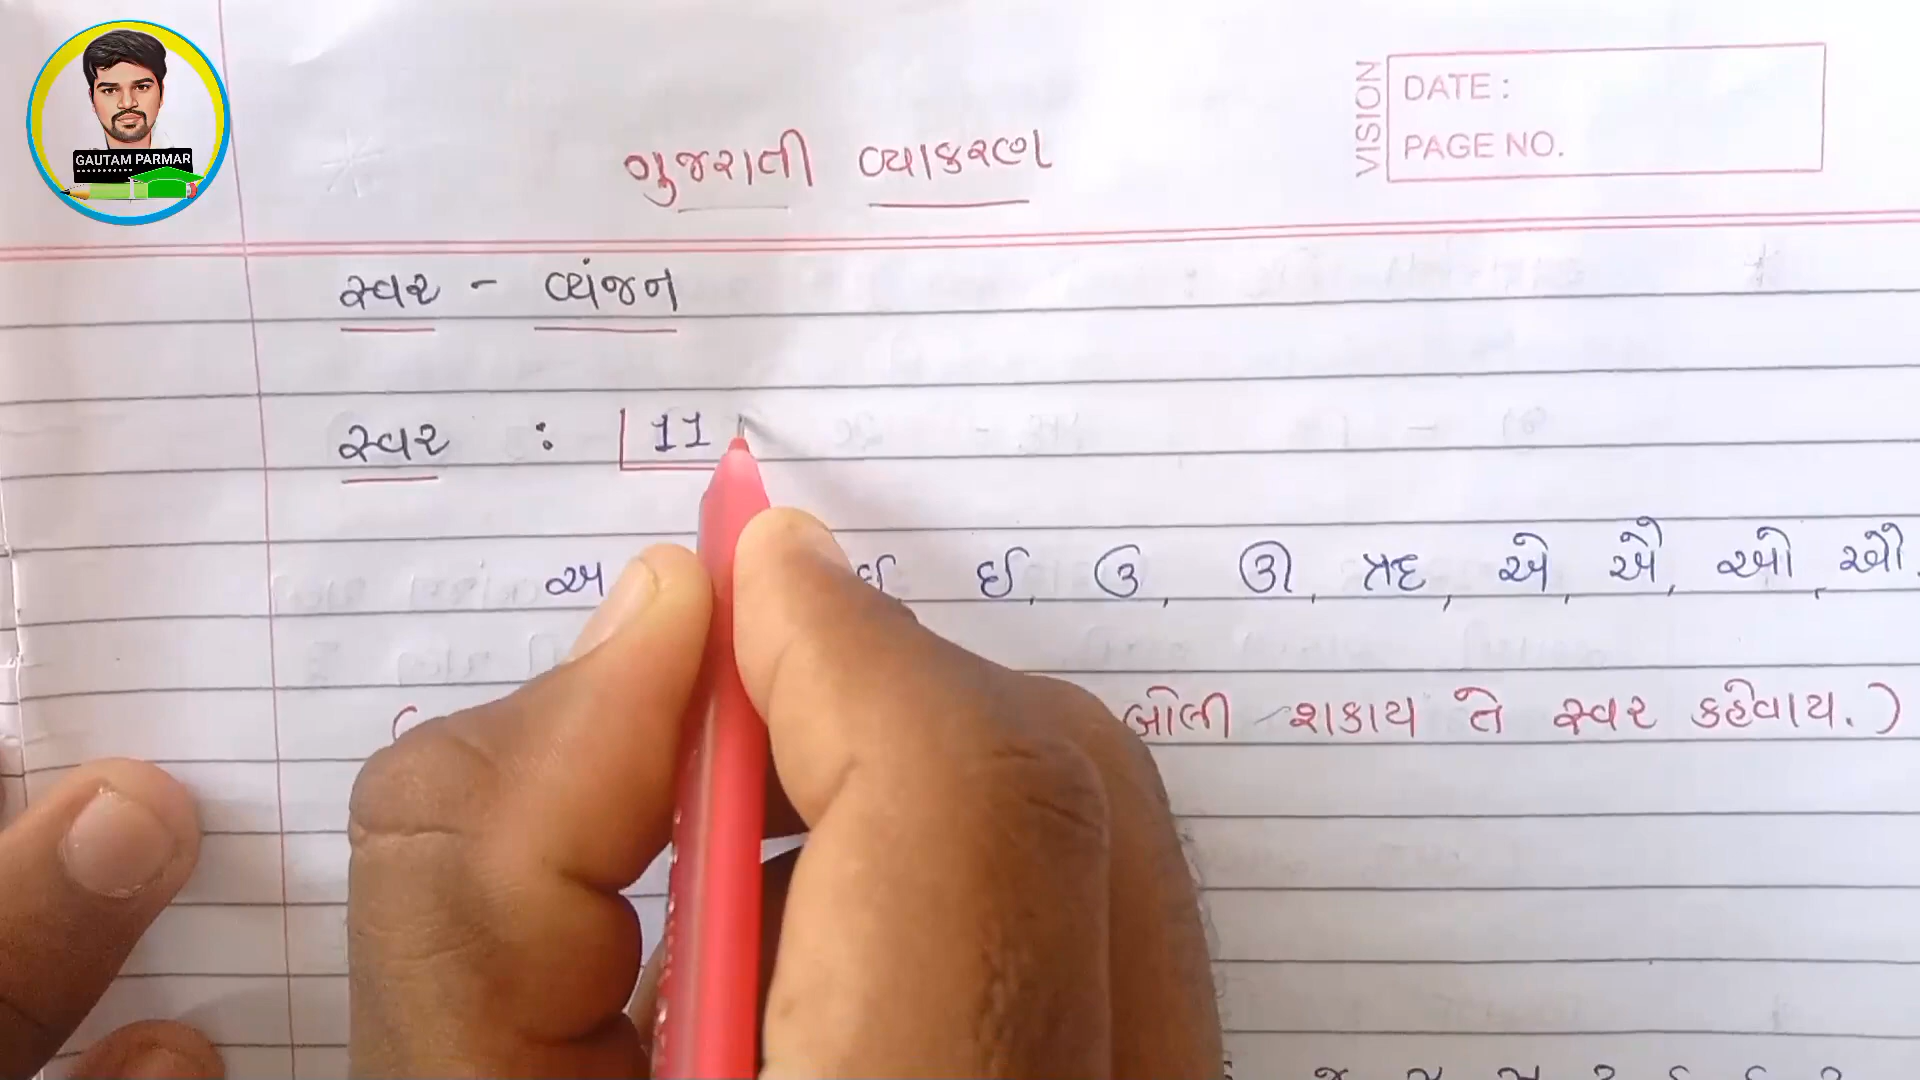 GAUTAM PARMAR
VISION
DATE :
PAGE NO.
ગુજરાતી વ્યાકરણ
સ્વર - વ્યંજન
સ્વર : 11
અ ઈ, ઉ, ઊ, ઋ, એ, ઐ, ઓ, ઔ.
( બોલી શકાય તે સ્વર કહેવાય.)